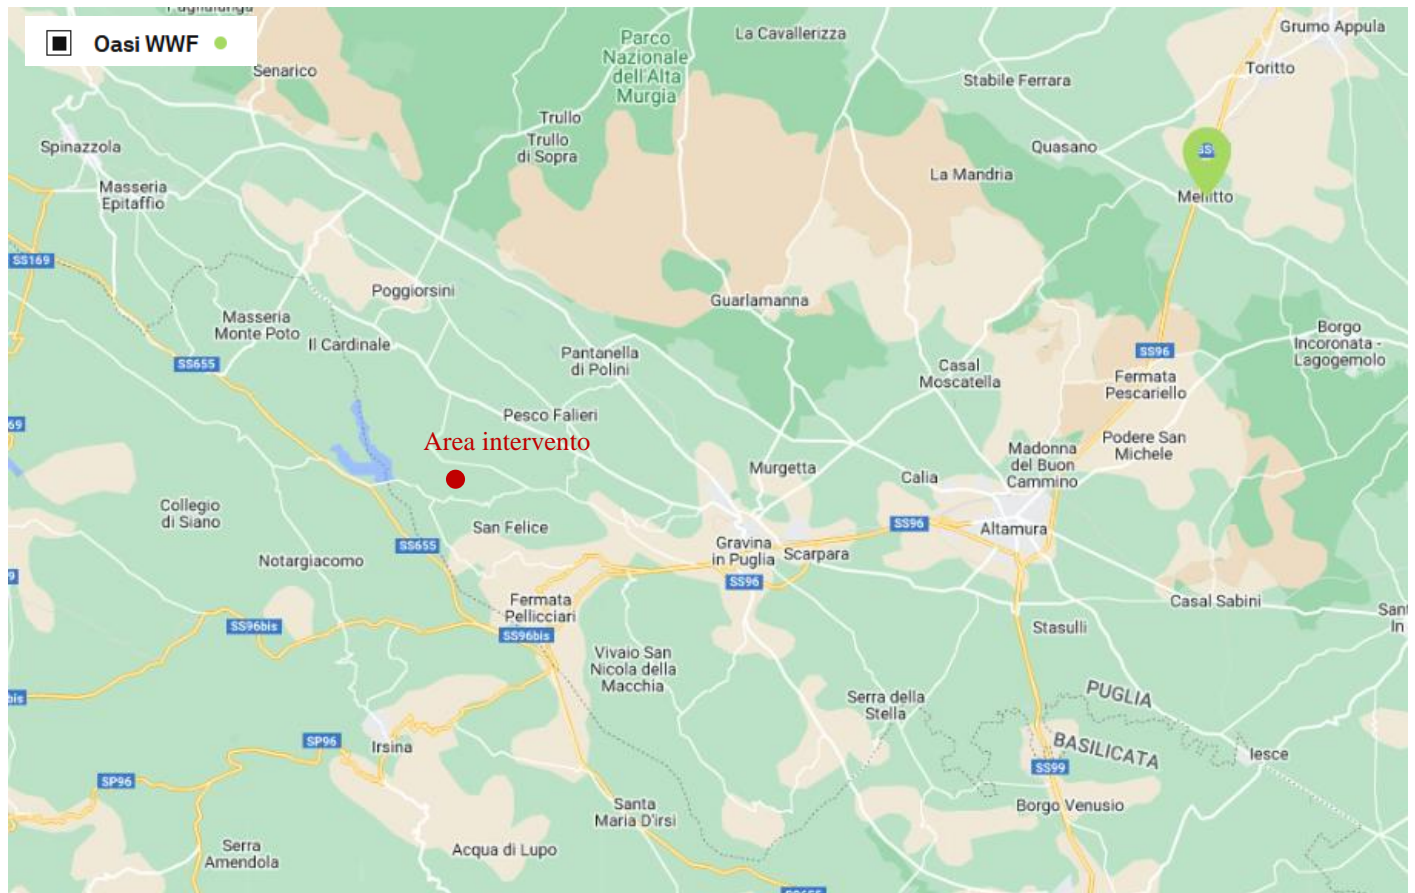 Oasi WWF
La Cavallerizza
Grumo Appula
Parco
Nazionale
dell'Alta
Murgia
Senarico
Toritto
Stabile Ferrara
Trullo
Trullo
di Sopra
Spinazzola
Quasano
La Mandria
Masseria
Epitaffio
Mellitto
SS169
Poggiorsini
Guarlamanna
Masseria
Monte Poto
Il Cardinale
Borgo
Incoronata -
Lagogemolo
SS655
Pantanella
di Polini
SS96
Casal
Moscatella
Fermata
Pescariello
Pesco Falieri
69
Area intervento
Podere San
Michele
Madonna
del Buon
Cammino
Murgetta
Calia
Collegio
di Siano
San Felice
SS96
Altamura
SS655
Gravina
in Puglia
Scarpara
Notargiacomo
SS96
Fermata
Pellicciari
Casal Sabini
Sant
In
SS96bis
SS96bis
Stasulli
Vivaio San
Nicola della
Macchia
bis
Serra della
Stella
PUGLIA
SP96
Irsina
BASILICATA
Iesce
SS99
SP96
Santa
Maria D'irsi
Borgo Venusio
Serra
Amendola
Acqua di Lupo